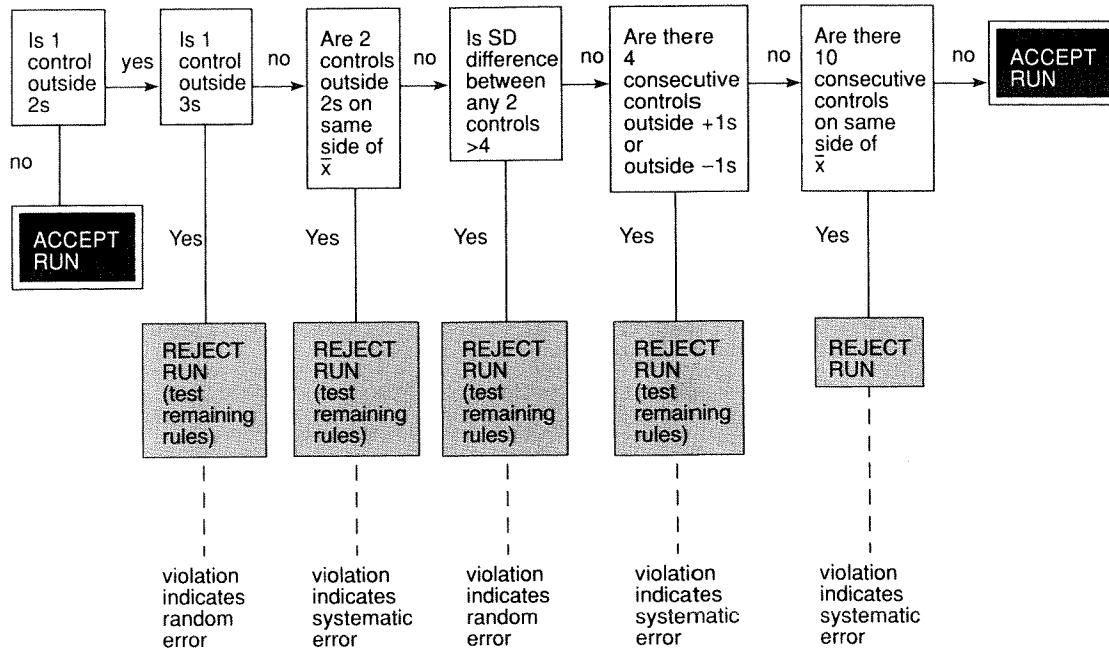 Is 1
control
outside
2s
yes
Is 1
control
outside
3s
no
Are 2
controls
outside
2s on
same
side of
x̄
no
Is SD
difference
between
any 2
controls
>4
no
Are there
4
consecutive
controls
outside +1s
or
outside −1s
no
Are there
10
consecutive
controls
on same
side of
x̄
no
ACCEPT
RUN
no
ACCEPT
RUN
Yes
Yes
Yes
Yes
Yes
REJECT
RUN
(test
remaining
rules)
REJECT
RUN
(test
remaining
rules)
REJECT
RUN
(test
remaining
rules)
REJECT
RUN
(test
remaining
rules)
REJECT
RUN
violation
indicates
random
error
violation
indicates
systematic
error
violation
indicates
random
error
violation
indicates
systematic
error
violation
indicates
systematic
error